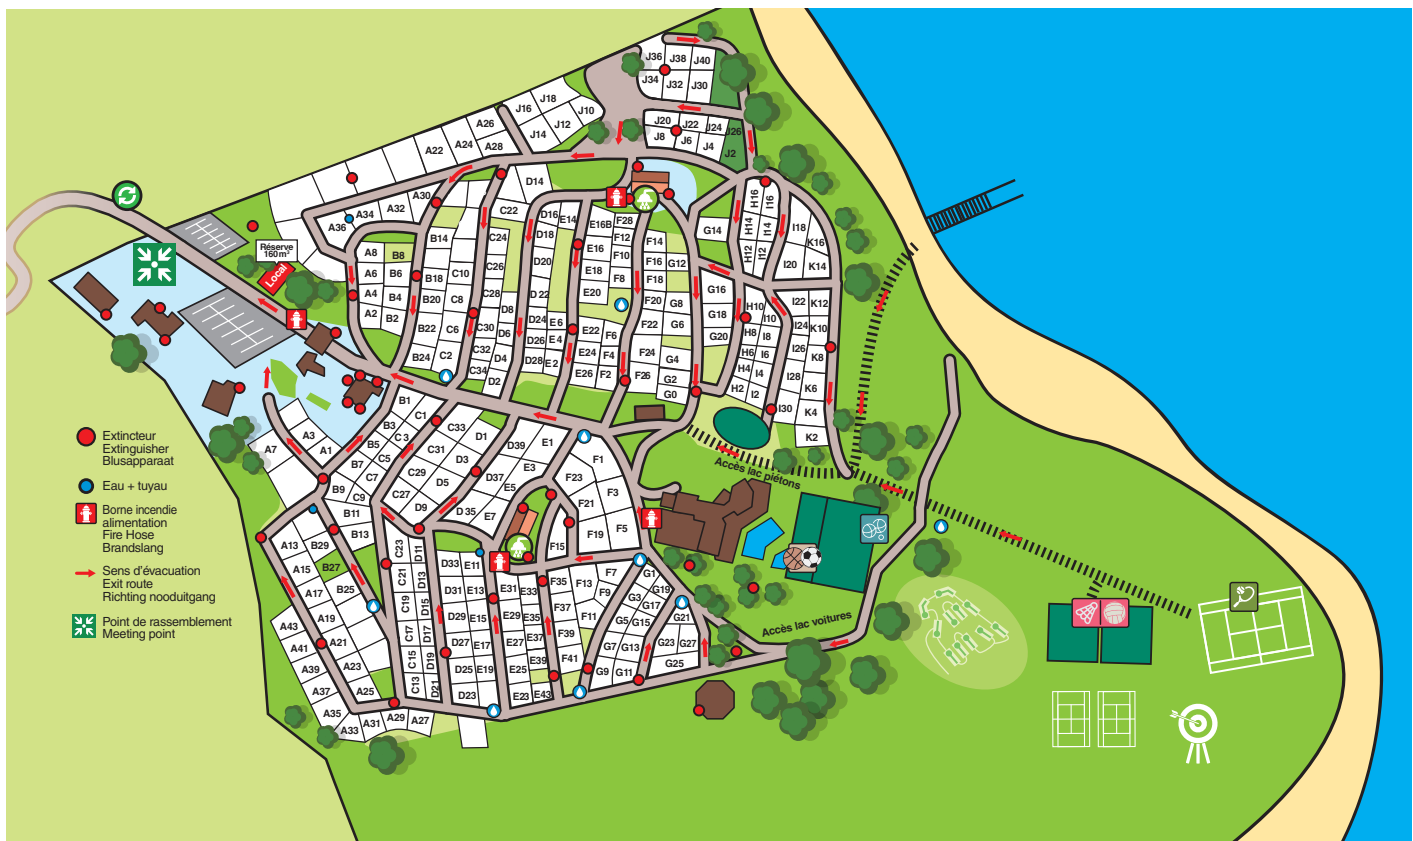 J36
J38
J40
J34
J32
J30
J16
J18
J10
J14
J12
J20
J22
J24
J26
J8
J6
J4
J2
A22
A24
A26
A28
A30
A32
A34
A36
D14
C22
D16
E14
E16B
F28
D18
F12
F14
G14
H16
I16
H14
I14
H12
I12
I18
K16
I20
K14
Réserve
160m³
Local
A8
B8
A6
B6
A4
B4
A2
B2
B14
B18
C10
B20
C8
B22
C6
B24
C2
C24
C26
C28
C30
C32
C34
D20
D 22
D8
D6
D4
D2
D24
D26
D28
E 6
E 4
E 2
E16
E18
E20
E22
E24
E26
F10
F8
F6
F4
F2
F16
F18
F20
F22
F24
F26
G12
G8
G6
G4
G2
G0
G16
G18
G20
H10
H8
H6
H4
H2
I10
I8
I6
I4
I2
I22
I24
I26
I28
I30
K12
K10
K8
K6
K4
K2
B1
B3
B5
B7
B9
B11
B13
C1
C 3
C5
C7
C9
C33
C31
C29
C27
D1
D3
D5
D9
D39
D37
D 35
E1
E3
E5
E7
F1
F23
F3
F21
F5
F19
F15
A3
A1
A7
A13
A15
A17
A19
A21
A23
A25
B29
B27
B25
A43
A41
A39
A37
A35
A33
A31
A29
A27
C23
C21
C19
C17
C15
C13
D11
D13
D15
D17
D19
D21
D33
D31
D29
D27
D25
D23
E11
E13
E15
E17
E19
E31
E29
E27
E25
E23
E33
E35
E37
E39
E43
F35
F37
F39
F41
F13
F11
F7
F9
G1
G3
G5
G7
G9
G19
G17
G15
G13
G11
G21
G23
G27
G25
Accès lac piétons
Accès lac voitures
Extincteur
Extinguisher
Blusapparaat
Eau + tuyau
Borne incendie
alimentation
Fire Hose
Brandslang
Sens d'évacuation
Exit route
Richting nooduitgang
Point de rassemblement
Meeting point